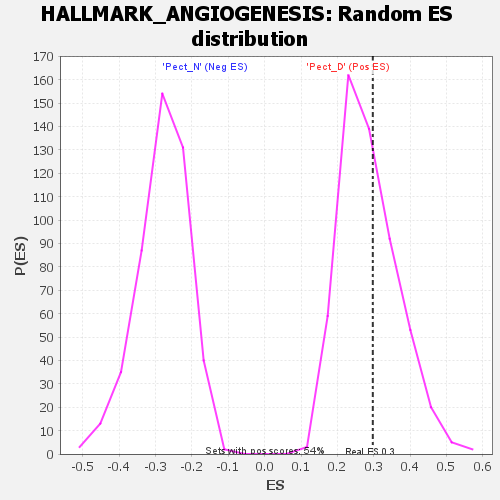 HALLMARK_ANGIOGENESIS: Random ES
distribution
'Pect_N' (Neg ES) 'Pect_D' (Pos ES)
170
160
150
140
130
120
110
100
90
80
70
60
50
40
30
20
10
0
P(ES)
Sets with pos scores: 54% Real ES 0.3
-0.5 -0.4 -0.3 -0.2 -0.1 0.0 0.1 0.2 0.3 0.4 0.5 0.6
ES